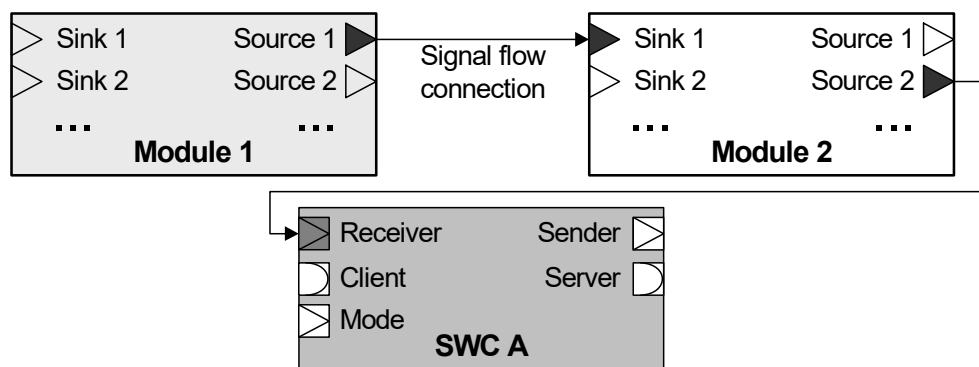 Sink 1 Source 1
Sink 2 Source 2
... ...
Module 1
Signal flow
connection
Sink 1 Source 1
Sink 2 Source 2
... ...
Module 2
Receiver Sender
Client Server
Mode
SWC A